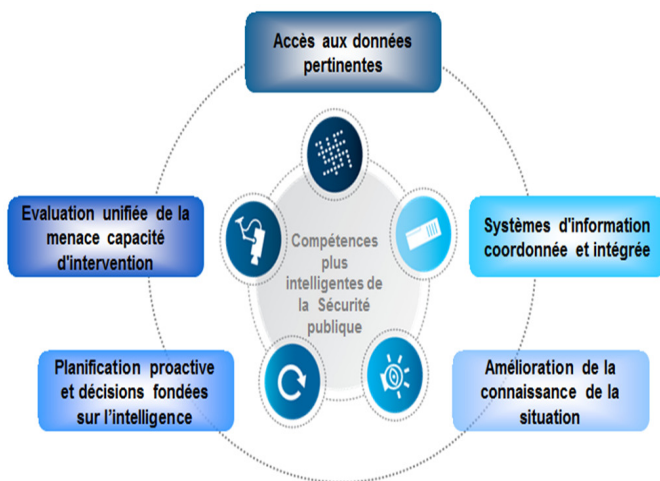 Accès aux données
pertinentes
Evaluation unifiée de la
menace capacité
d'intervention
Compétences
plus
intelligentes de
la Sécurité
publique
Systèmes d'information
coordonnée et intégrée
Planification proactive
et décisions fondées
sur l'intelligence
Amélioration de la
connaissance de la
situation